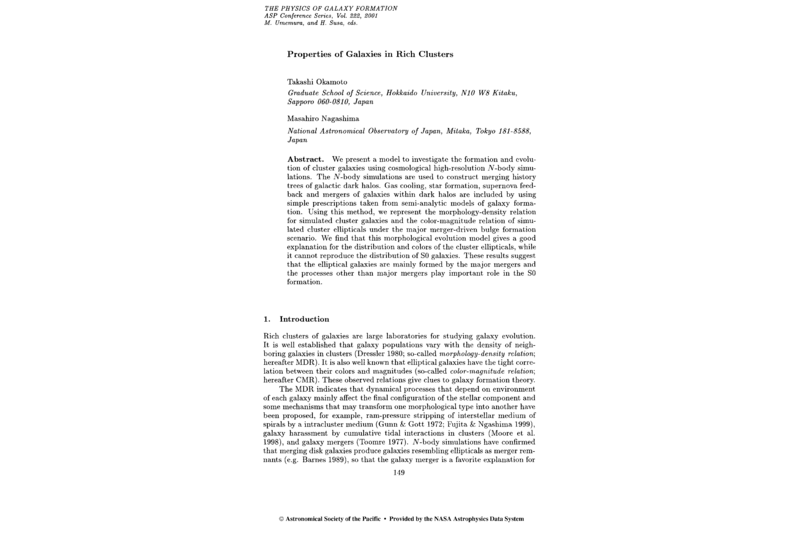 THE PHYSICS OF GALAXY FORMATION
ASP Conference Series, Vol. 222, 2001
M. Umemura, and H. Susa, eds.
Properties of Galaxies in Rich Clusters
Takashi Okamoto
Graduate School of Science, Hokkaido University, N10 W8 Kitaku,
Sapporo 060-0810, Japan
Masahiro Nagashima
National Astronomical Observatory of Japan, Mitaka, Tokyo 181-8588,
Japan
Abstract. We present a model to investigate the formation and evolu-
tion of cluster galaxies using cosmological high-resolution N-body simu-
lations. The N-body simulations are used to construct merging history
trees of galactic dark halos. Gas cooling, star formation, supernova feed-
back and mergers of galaxies within dark halos are included by using
simple prescriptions taken from semi-analytic models of galaxy forma-
tion. Using this method, we represent the morphology-density relation
for simulated cluster galaxies and the color-magnitude relation of simu-
lated cluster ellipticals under the major merger-driven bulge formation
scenario. We find that this morphological evolution model gives a good
explanation for the distribution and colors of the cluster ellipticals, while
it cannot reproduce the distribution of S0 galaxies. These results suggest
that the elliptical galaxies are mainly formed by the major mergers and
the processes other than major mergers play important role in the S0
formation.
1. Introduction
Rich clusters of galaxies are large laboratories for studying galaxy evolution.
It is well established that galaxy populations vary with the density of neigh-
boring galaxies in clusters (Dressler 1980; so-called morphology-density relation;
hereafter MDR). It is also well known that elliptical galaxies have the tight corre-
lation between their colors and magnitudes (so-called color-magnitude relation;
hereafter CMR). These observed relations give clues to galaxy formation theory.
The MDR indicates that dynamical processes that depend on environment
of each galaxy mainly affect the final configuration of the stellar component and
some mechanisms that may transform one morphological type into another have
been proposed, for example, ram-pressure stripping of interstellar medium of
spirals by a intracluster medium (Gunn & Gott 1972; Fujita & Ngashima 1999),
galaxy harassment by cumulative tidal interactions in clusters (Moore et al.
1998), and galaxy mergers (Toomre 1977). N-body simulations have confirmed
that merging disk galaxies produce galaxies resembling ellipticals as merger rem-
nants (e.g. Barnes 1989), so that the galaxy merger is a favorite explanation for
149
© Astronomical Society of the Pacific • Provided by the NASA Astrophysics Data System